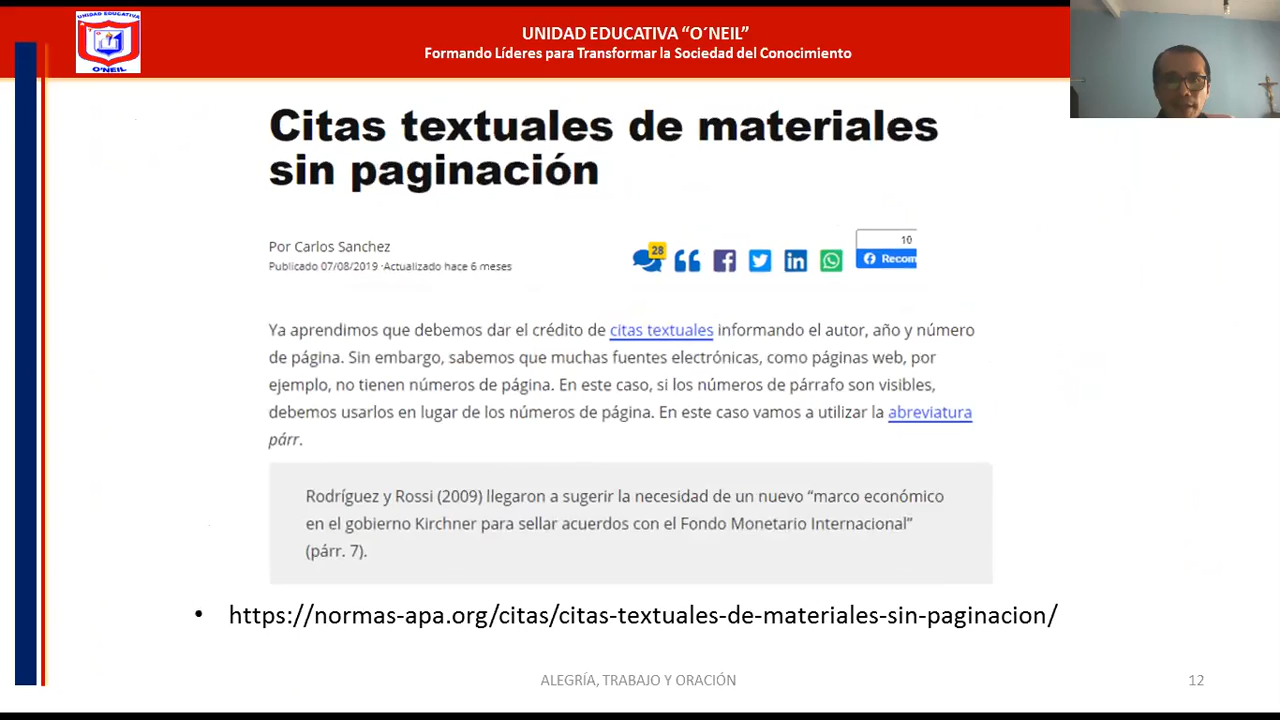 UNIDAD EDUCATIVA
O'NEIL
UNIDAD EDUCATIVA “O´NEIL”
Formando Líderes para Transformar la Sociedad del Conocimiento
Citas textuales de materiales
sin paginación
Por Carlos Sanchez
Publicado 07/08/2019 ·Actualizado hace 6 meses
28
10
Recom
Ya aprendimos que debemos dar el crédito de citas textuales informando el autor, año y número
de página. Sin embargo, sabemos que muchas fuentes electrónicas, como páginas web, por
ejemplo, no tienen números de página. En este caso, si los números de párrafo son visibles,
debemos usarlos en lugar de los números de página. En este caso vamos a utilizar la abreviatura
párr.
Rodríguez y Rossi (2009) llegaron a sugerir la necesidad de un nuevo “marco económico
en el gobierno Kirchner para sellar acuerdos con el Fondo Monetario Internacional”
(párr. 7).
• https://normas-apa.org/citas/citas-textuales-de-materiales-sin-paginacion/
ALEGRÍA, TRABAJO Y ORACIÓN
12